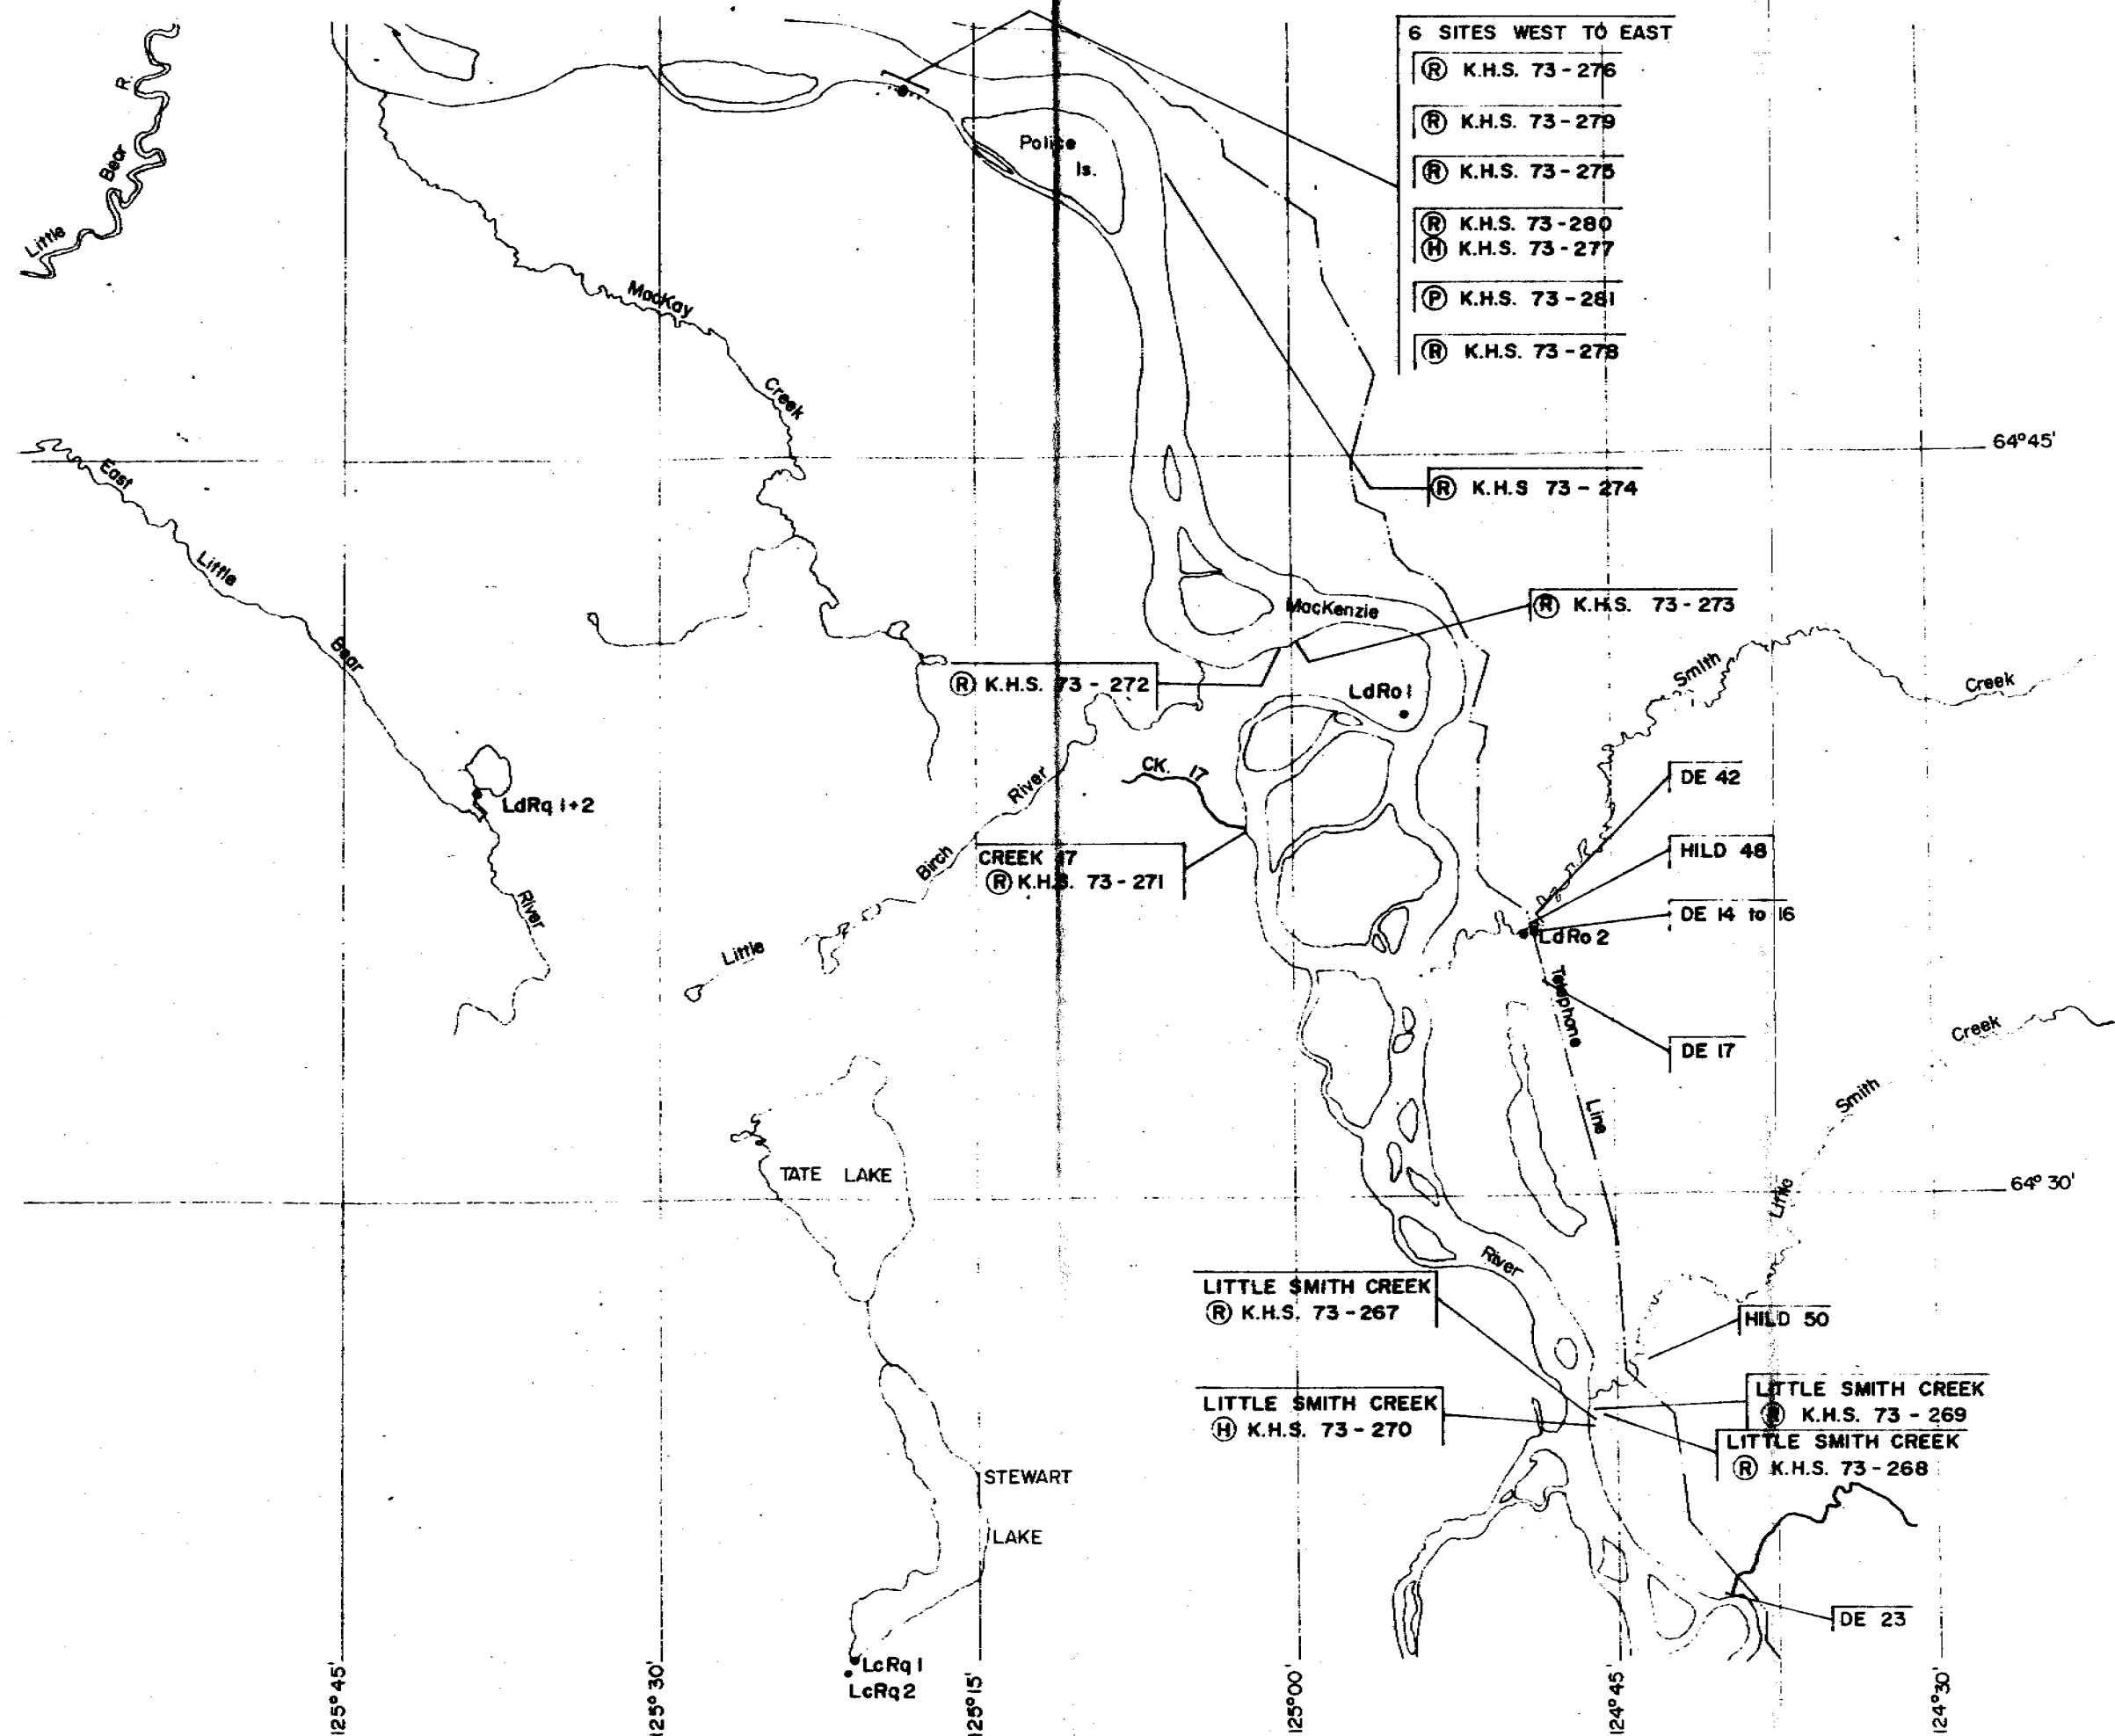 6 SITES WEST TO EAST
R K.H.S. 73-276
R K.H.S. 73-279
R K.H.S. 73-275
R K.H.S. 73-280
H K.H.S. 73-277
P K.H.S. 73-281
R K.H.S. 73-278
Little Bear R.
Police Is.
MacKay Creek
64°45'
R K.H.S 73-274
East Little Bear River
MacKenzie
R K.H.S. 73-273
R K.H.S. 73-272
LdRo 1
Smith Creek
CK. 17
DE 42
LdRq 1+2
HILD 48
Little Birch River
CREEK 17
R K.H.S. 73-271
DE 14 to 16
LdRo 2
Telephone Line
DE 17
Little Smith Creek
TATE LAKE
64°30'
River
LITTLE SMITH CREEK
R K.H.S. 73-267
HILD 50
LITTLE SMITH CREEK
H K.H.S. 73-270
LITTLE SMITH CREEK
R K.H.S. 73-269
LITTLE SMITH CREEK
R K.H.S. 73-268
STEWART
LAKE
DE 23
LcRq 1
LcRq 2
125°45'
125°30'
125°15'
125°00'
124°45'
124°30'